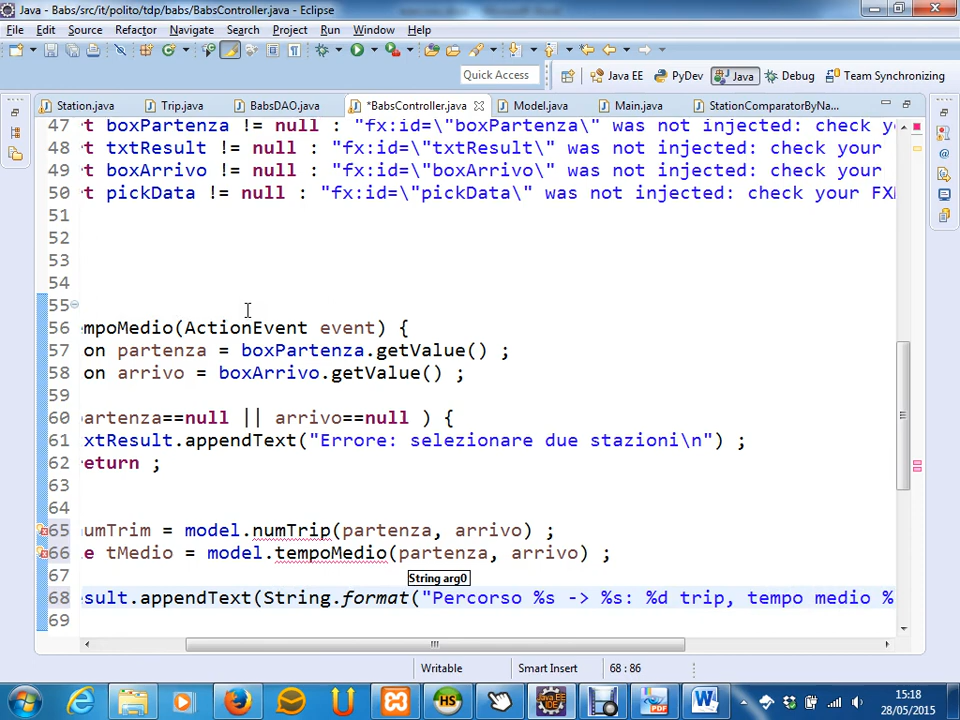 Java - Babs/src/it/polito/tdp/babs/BabsController.java - Eclipse
File Edit Source Refactor Navigate Search Project Run Window Help
Quick Access Java EE PyDev Java Debug Team Synchronizing
Station.java Trip.java BabsDAO.java *BabsController.java Model.java Main.java StationComparatorByNa...
47 t boxPartenza != null : "fx:id=\"boxPartenza\" was not injected: check y
48 t txtResult != null : "fx:id=\"txtResult\" was not injected: check your
49 t boxArrivo != null : "fx:id=\"boxArrivo\" was not injected: check your
50 t pickData != null : "fx:id=\"pickData\" was not injected: check your FX
51
52
53
54
55
56 mpoMedio(ActionEvent event) {
57 on partenza = boxPartenza.getValue() ;
58 on arrivo = boxArrivo.getValue() ;
59
60 artenza==null || arrivo==null ) {
61 xtResult.appendText("Errore: selezionare due stazioni\n") ;
62 eturn ;
63
64
65 umTrim = model.numTrip(partenza, arrivo) ;
66 e tMedio = model.tempoMedio(partenza, arrivo) ;
67
String arg0
68 sult.appendText(String.format("Percorso %s -> %s: %d trip, tempo medio %
69
Writable Smart Insert 68 : 86
15:18
28/05/2015